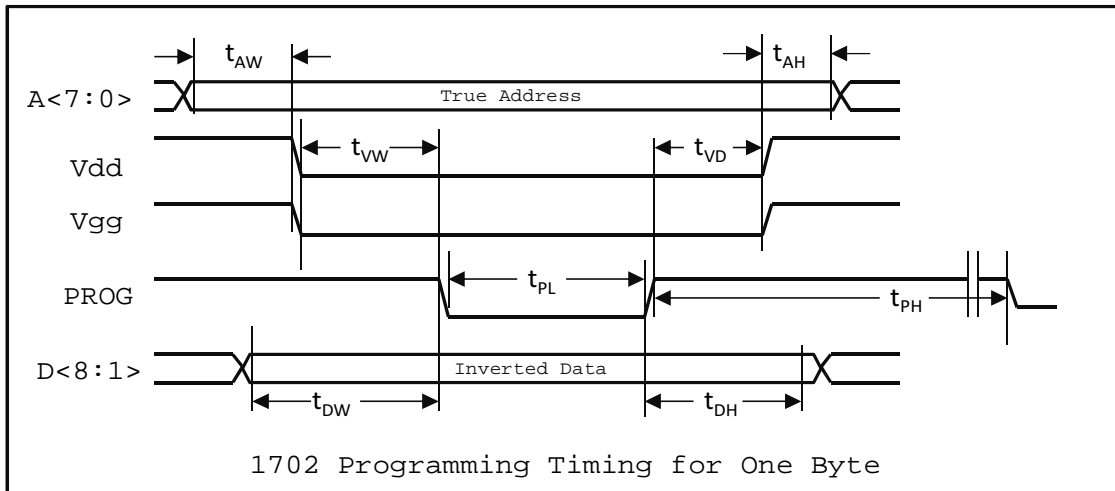 tAW
tAH
A<7:0>
True Address
tVW
tVD
Vdd
Vgg
tPL
PROG
tPH
D<8:1>
Inverted Data
tDW
tDH
1702 Programming Timing for One Byte